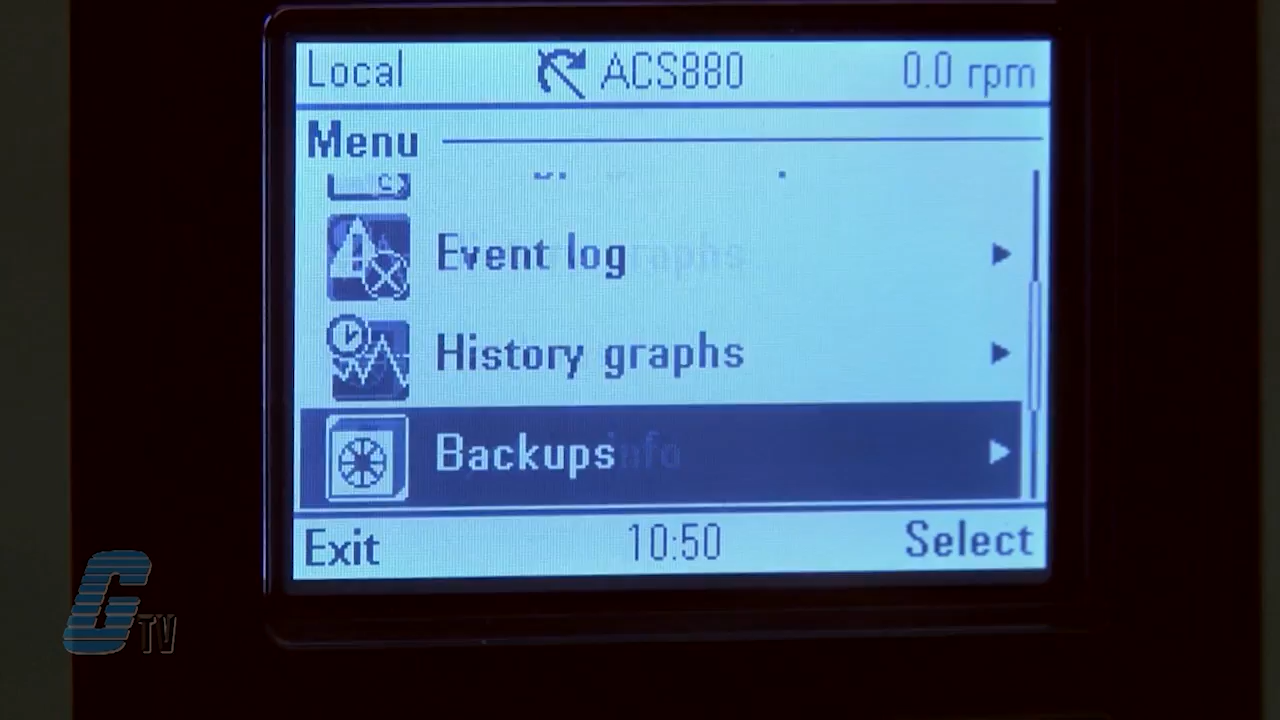 Local ACS880 0.0 rpm
Menu
Event log
History graphs
Backups
Exit 10:50 Select
G TV